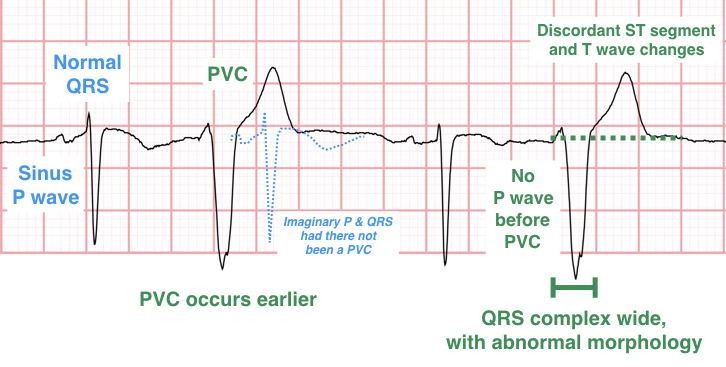 Normal
QRS
Sinus
P wave
PVC
Imaginary P & QRS
had there not
been a PVC
PVC occurs earlier
Discordant ST segment
and T wave changes
No
P wave
before
PVC
QRS complex wide,
with abnormal morphology